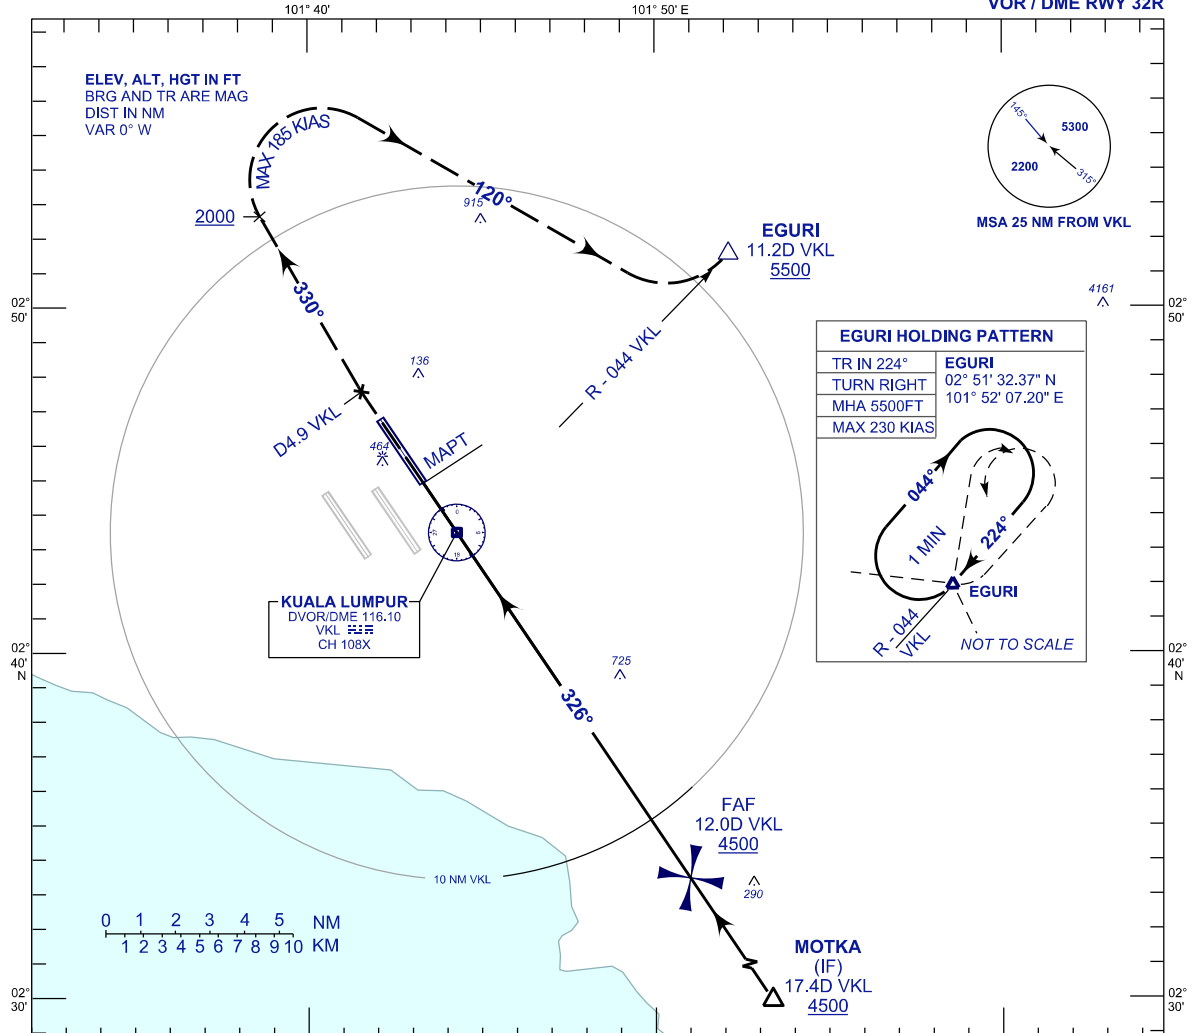 VOR / DME RWY 32R
101° 40'
101° 50' E
ELEV, ALT, HGT IN FT
BRG AND TR ARE MAG
DIST IN NM
VAR 0° W
MAX 185 KIAS
145°
5300
2200
315°
MSA 25 NM FROM VKL
120°
915
2000
EGURI
11.2D VKL
5500
330°
4161
02°
50'
02°
50'
EGURI HOLDING PATTERN
TR IN 224°
TURN RIGHT
MHA 5500FT
MAX 230 KIAS
EGURI
02° 51' 32.37" N
101° 52' 07.20" E
136
R - 044 VKL
D4.9 VKL
464
MAPT
044°
1 MIN
224°
EGURI
R - 044
VKL
NOT TO SCALE
0
9
18
27
KUALA LUMPUR
DVOR/DME 116.10
VKL
CH 108X
02°
40'
N
02°
40'
N
725
326°
FAF
12.0D VKL
4500
10 NM VKL
290
0 1 2 3 4 5 NM
1 2 3 4 5 6 7 8 9 10 KM
MOTKA
(IF)
17.4D VKL
4500
02°
30'
02°
30'